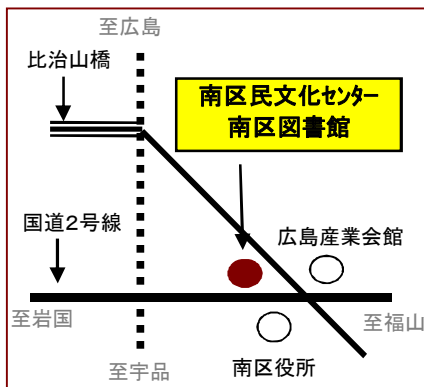 至広島
比治山橋
南区民文化センター
南区図書館
国道2号線
広島産業会館
至岩国
至福山
南区役所
至宇品